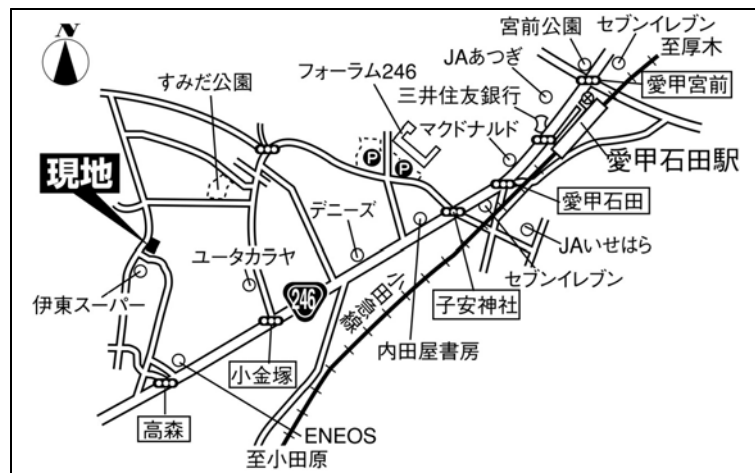 N
宮前公園
セブンイレブン
至厚木
JAあつぎ
愛甲宮前
フォーラム246
すみだ公園
三井住友銀行
マクドナルド
愛甲石田駅
P
P
現地
愛甲石田
デニーズ
JAいせはら
ユータカラヤ
セブンイレブン
伊東スーパー
246
小田急線
子安神社
内田屋書房
小金塚
高森
ENEOS
至小田原